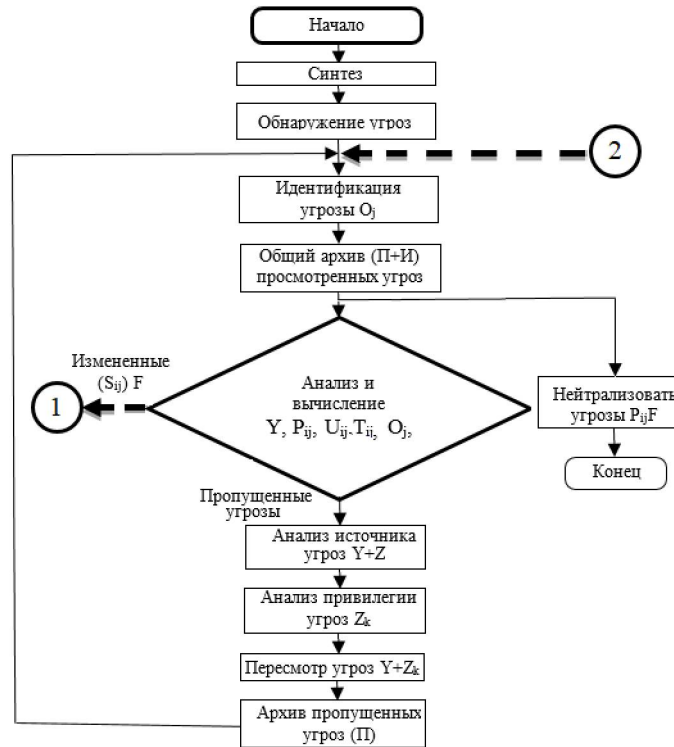 Начало
Синтез
Обнаружение угроз
2
Идентификация
угрозы Oj
Общий архив (П+И)
просмотренных угроз
Измененные
(Sij) F
1
Анализ и
вычисление
Y, Pij, Uij.Tij, Oj,
Нейтрализовать
угрозы PijF
Конец
Пропущенные
угрозы
Анализ источника
угроз Y+Z
Анализ привилегии
угроз Zk
Пересмотр угроз Y+Zk
Архив пропущенных
угроз (П)